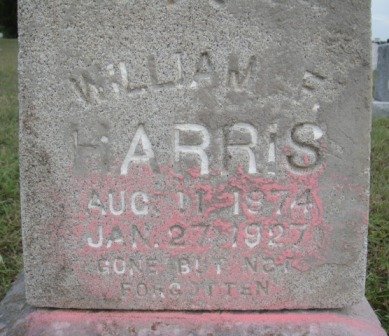 WILLIAM F
HARRIS
AUG. 11 1874
JAN. 27 1927
GONE BUT NOT
FORGOTTEN